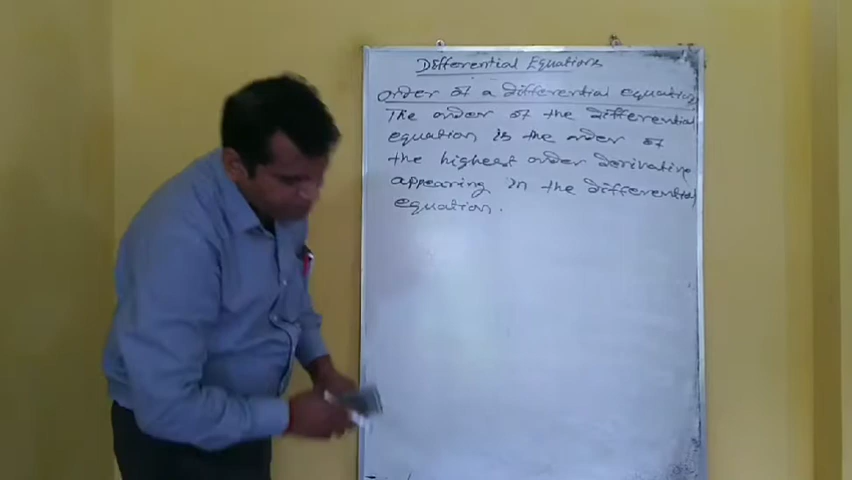 Differential Equations
order of a differential equation
The order of the differential
equation is the order of
the highest order derivative
appearing in the differential
equation.